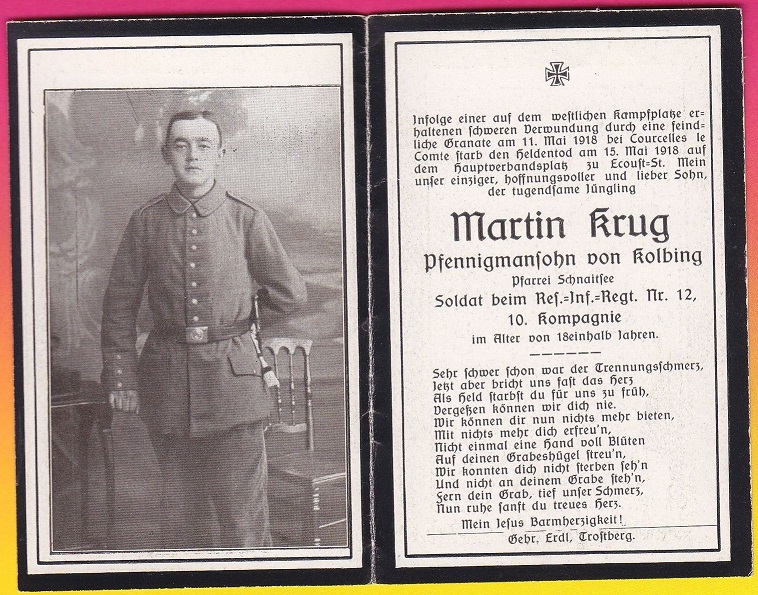 Infolge einer auf dem westlichen Kampfplatze er-
haltenen schweren Verwundung durch eine feind-
liche Granate am 11. Mai 1918 bei Courcelles le
Comte starb den Heldentod am 15. Mai 1918 auf
dem Hauptverbandsplatz zu Ecoust-St. Mein
unser einziger, hoffnungsvoller und lieber Sohn,
der tugendsame Jüngling
Martin Krug
Pfennigmansohn von Kolbing
Pfarrei Schnaitsee
Soldat beim Res.=Inf.=Regt. Nr. 12,
10. Kompagnie
im Alter von 18einhalb Jahren.
Sehr schwer schon war der Trennungsschmerz,
Jetzt aber bricht uns fast das Herz
Als Held starbst du für uns zu früh,
Vergeßen können wir dich nie.
Wir können dir nun nichts mehr bieten,
Mit nichts mehr dich erfreu'n,
Nicht einmal eine Hand voll Blüten
Auf deinen Grabeshügel streu'n,
Wir konnten dich nicht sterben seh'n
Und nicht an deinem Grabe steh'n,
Fern dein Grab, tief unser Schmerz,
Nun ruhe sanft du treues Herz.
Mein Jesus Barmherzigkeit!
Gebr. Erdl, Trostberg.